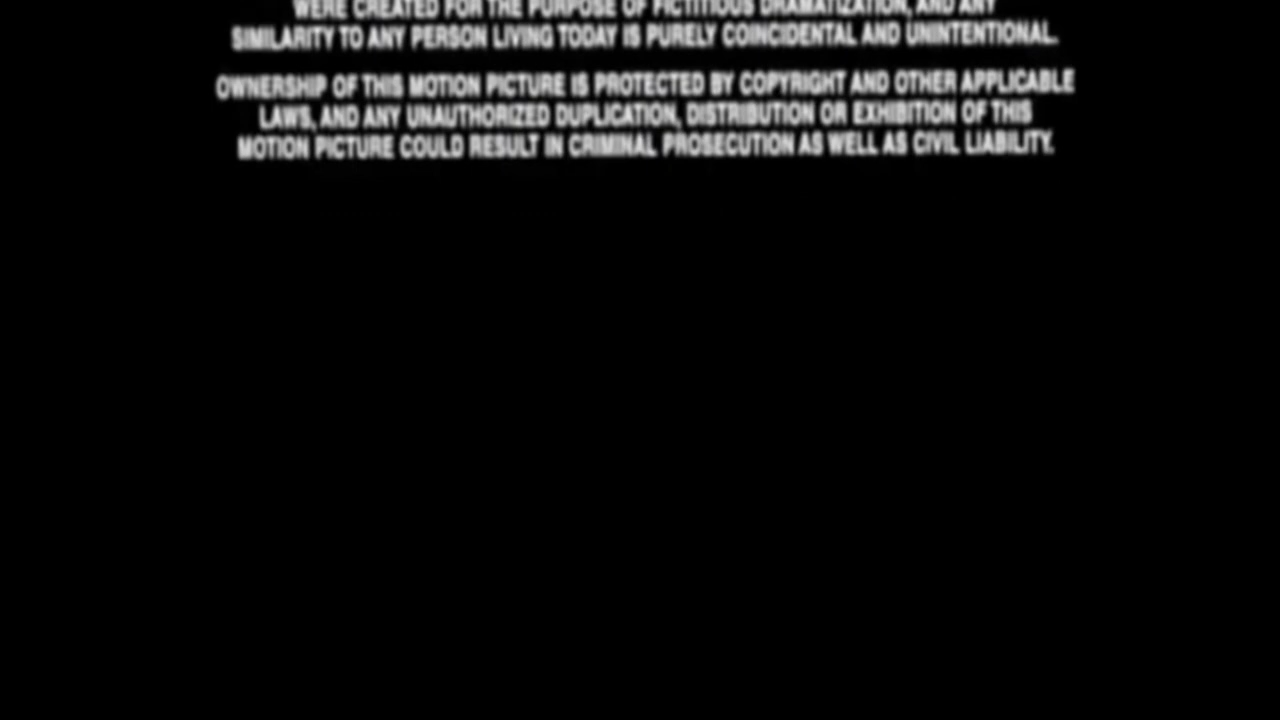 WERE CREATED FOR THE PURPOSE OF FICTITIOUS DRAMATIZATION, AND ANY
SIMILARITY TO ANY PERSON LIVING TODAY IS PURELY COINCIDENTAL AND UNINTENTIONAL.
OWNERSHIP OF THIS MOTION PICTURE IS PROTECTED BY COPYRIGHT AND OTHER APPLICABLE
LAWS, AND ANY UNAUTHORIZED DUPLICATION, DISTRIBUTION OR EXHIBITION OF THIS
MOTION PICTURE COULD RESULT IN CRIMINAL PROSECUTION AS WELL AS CIVIL LIABILITY.